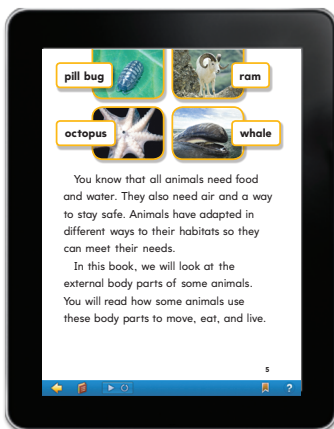 pill bug
ram
octopus
whale
You know that all animals need food
and water. They also need air and a way
to stay safe. Animals have adapted in
different ways to their habitats so they
can meet their needs.
In this book, we will look at the
external body parts of some animals.
You will read how some animals use
these body parts to move, eat, and live.
5
?